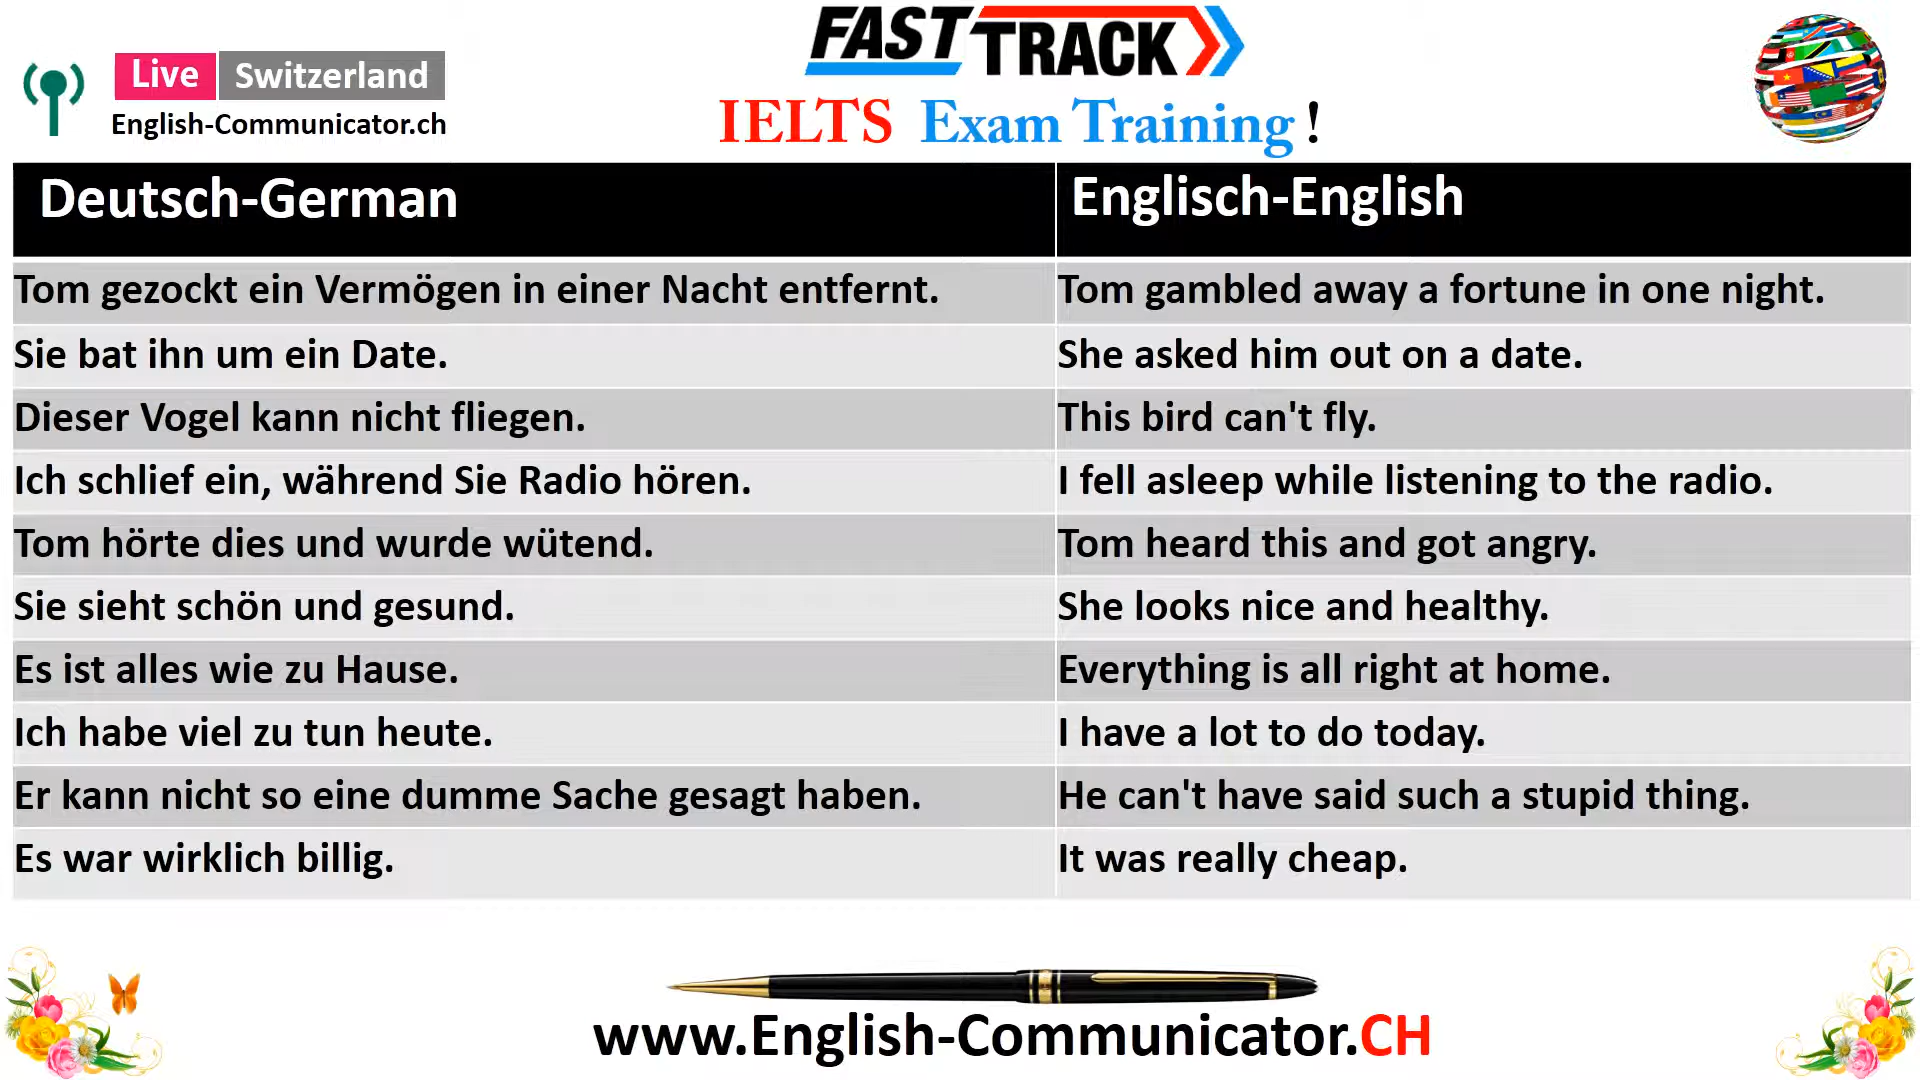 FAST TRACK
Live Switzerland
English-Communicator.ch
IELTS Exam Training !
Deutsch-German Englisch-English
Tom gezockt ein Vermögen in einer Nacht entfernt. Tom gambled away a fortune in one night.
Sie bat ihn um ein Date. She asked him out on a date.
Dieser Vogel kann nicht fliegen. This bird can't fly.
Ich schlief ein, während Sie Radio hören. I fell asleep while listening to the radio.
Tom hörte dies und wurde wütend. Tom heard this and got angry.
Sie sieht schön und gesund. She looks nice and healthy.
Es ist alles wie zu Hause. Everything is all right at home.
Ich habe viel zu tun heute. I have a lot to do today.
Er kann nicht so eine dumme Sache gesagt haben. He can't have said such a stupid thing.
Es war wirklich billig. It was really cheap.
www.English-Communicator.CH